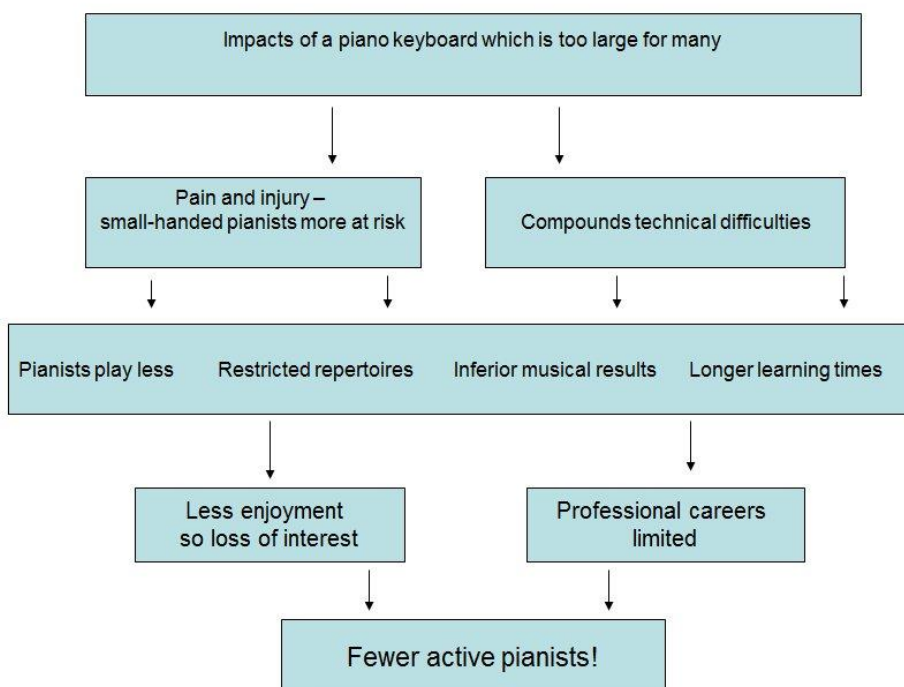 Impacts of a piano keyboard which is too large for many
Pain and injury –
small-handed pianists more at risk
Compounds technical difficulties
Pianists play less
Restricted repertoires
Inferior musical results
Longer learning times
Less enjoyment
so loss of interest
Professional careers
limited
Fewer active pianists!